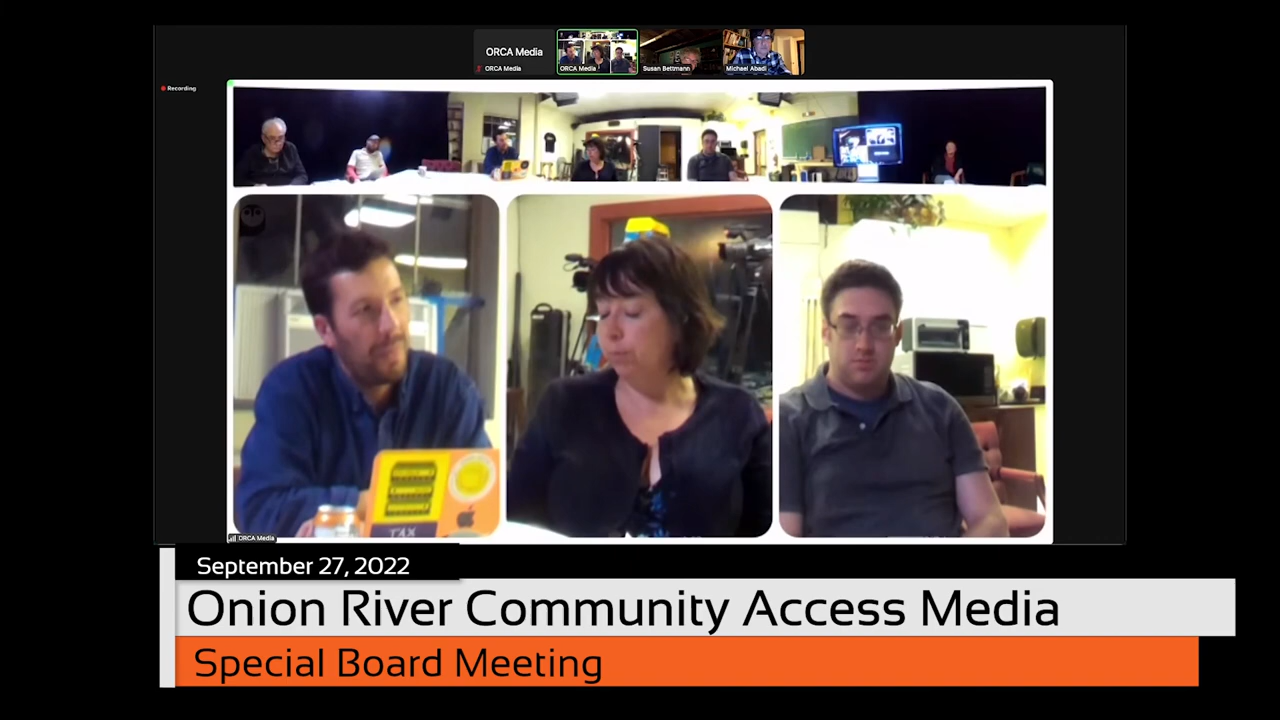 ORCA Media
ORCA Media
ORCA Media
Susan Bettmann
Michael Abadi
Recording
TAX
ORCA Media
September 27, 2022
Onion River Community Access Media
Special Board Meeting